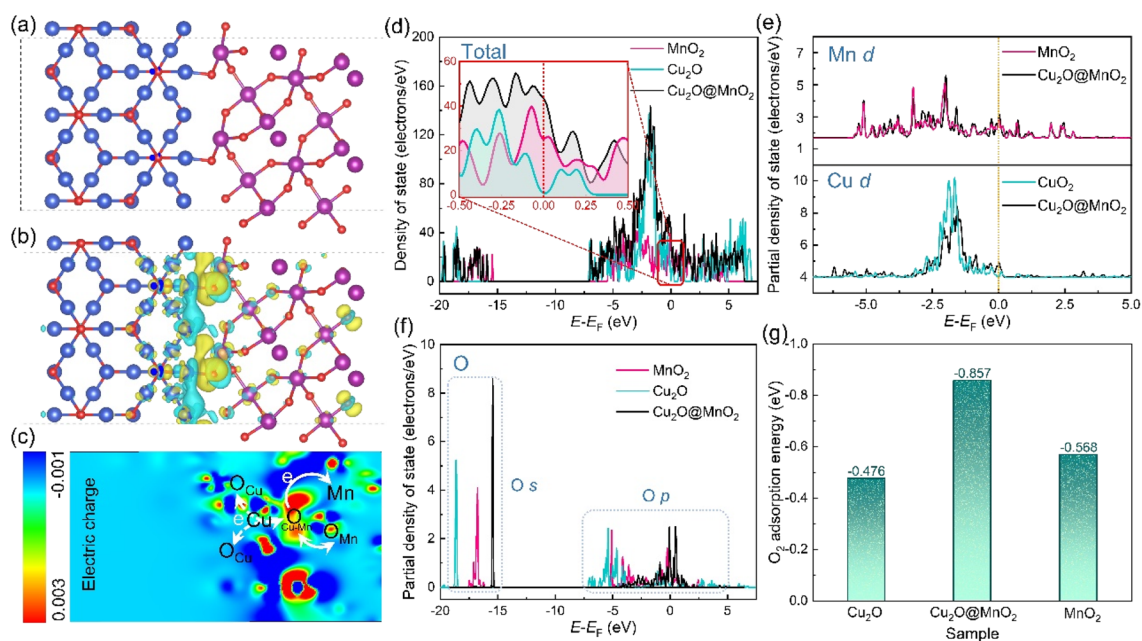 (a)
(b)
(c)
-0.001
0.003
Electric charge
O Cu
e
Mn
e
Cu
O Cu-Mn
O Mn
O Cu
(d)
Total
MnO₂
Cu₂O
Cu₂O@MnO₂
Density of state (electrons/eV)
200
160
120
80
40
0
60
40
20
0
-0.50 -0.25 0.00 0.25 0.50
-20 -15 -10 -5 0 5
E-E_F (eV)
(e)
Mn d
MnO₂
Cu₂O@MnO₂
7
5
3
1
Cu d
CuO₂
Cu₂O@MnO₂
10
8
6
4
Partial density of state (electrons/eV)
-5.0 -2.5 0.0 2.5 5.0
E-E_F (eV)
(f)
O
MnO₂
Cu₂O
Cu₂O@MnO₂
O s
O p
Partial density of state (electrons/eV)
10
8
6
4
2
0
-20 -15 -10 -5 0 5
E-E_F (eV)
(g)
O₂ adsorption energy (eV)
-1.0
-0.8
-0.6
-0.4
-0.2
0.0
-0.476
-0.857
-0.568
Cu₂O Cu₂O@MnO₂ MnO₂
Sample